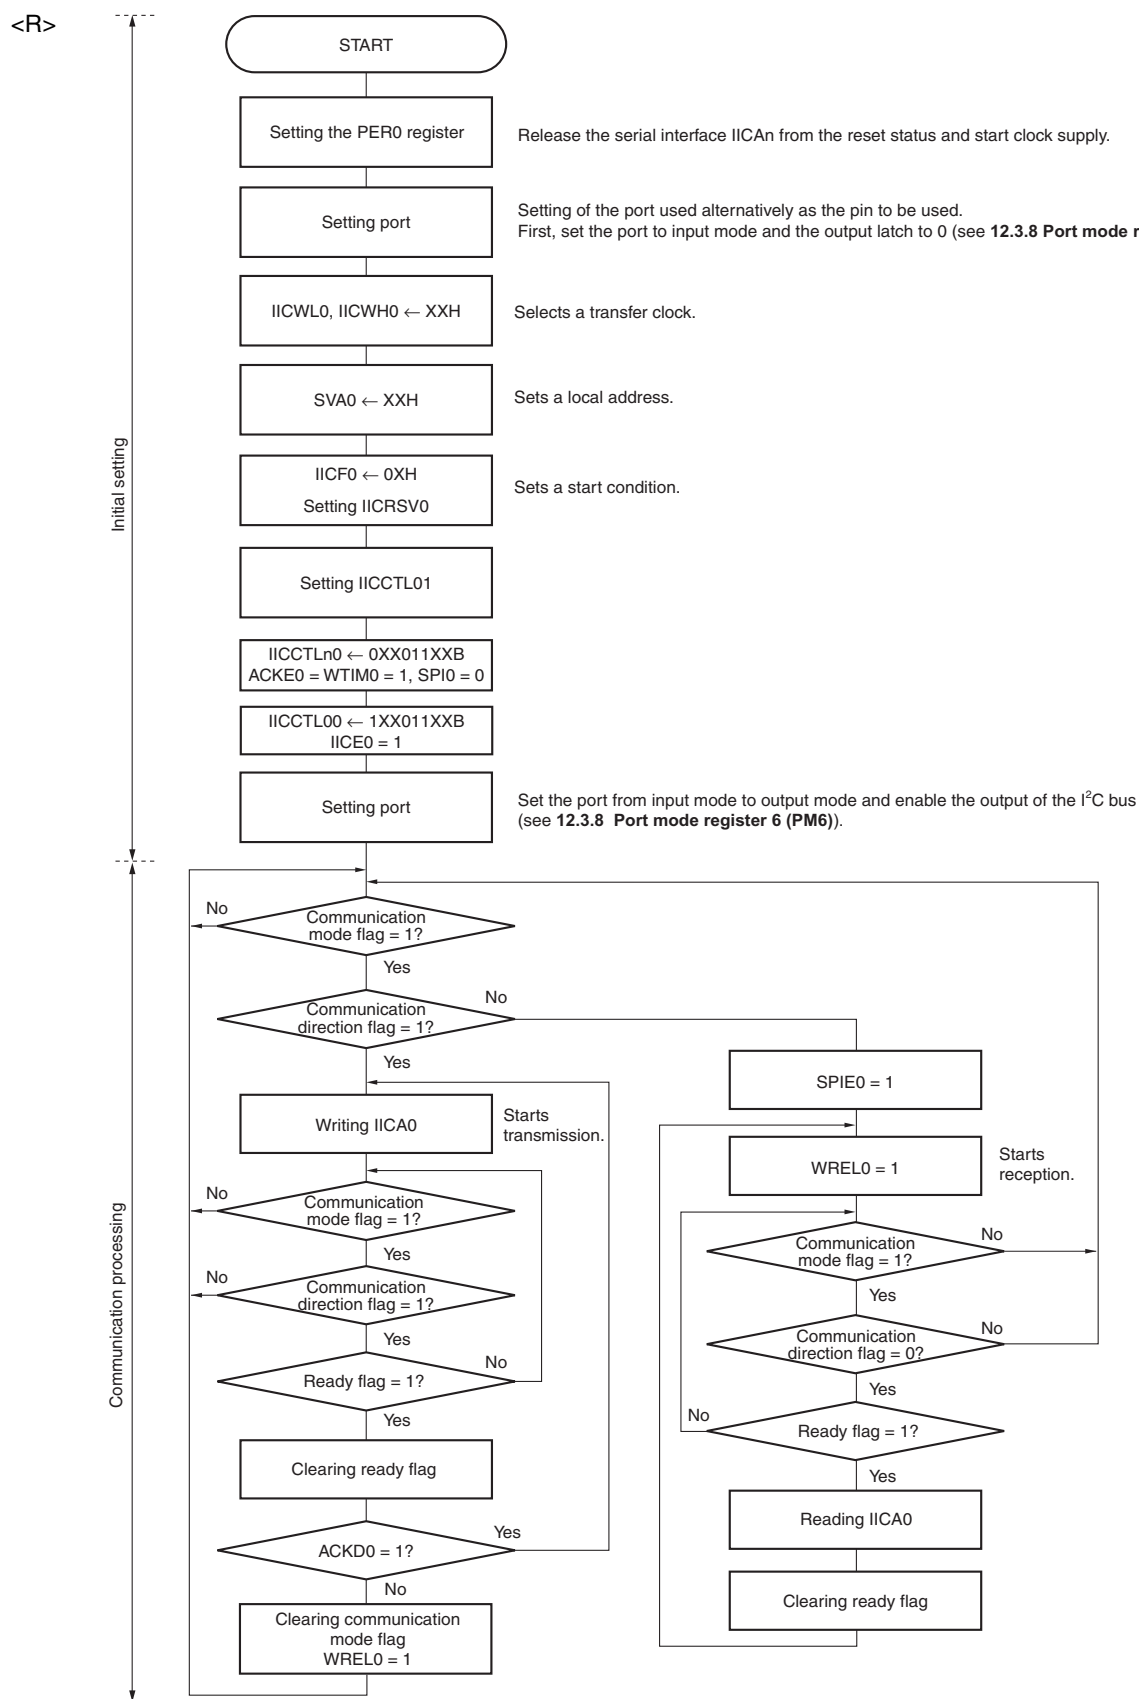 <R>
START
Setting the PER0 register
Release the serial interface IICAn from the reset status and start clock supply.
Setting port
Setting of the port used alternatively as the pin to be used.
First, set the port to input mode and the output latch to 0 (see 12.3.8 Port mode r
IICWL0, IICWH0 ← XXH
Selects a transfer clock.
SVA0 ← XXH
Sets a local address.
IICF0 ← 0XH
Setting IICRSV0
Sets a start condition.
Initial setting
Setting IICCTL01
IICCTLn0 ← 0XX011XXB
ACKE0 = WTIM0 = 1, SPI0 = 0
IICCTL00 ← 1XX011XXB
IICE0 = 1
Setting port
Set the port from input mode to output mode and enable the output of the I²C bus
(see 12.3.8 Port mode register 6 (PM6)).
Communication processing
No
Communication
mode flag = 1?
Yes
No
Communication
direction flag = 1?
Yes
Writing IICA0
Starts
transmission.
No
Communication
mode flag = 1?
Yes
No
Communication
direction flag = 1?
Yes
No
Ready flag = 1?
Yes
Clearing ready flag
Yes
ACKD0 = 1?
No
Clearing communication
mode flag
WREL0 = 1
SPIE0 = 1
WREL0 = 1
Starts
reception.
No
Communication
mode flag = 1?
Yes
No
Communication
direction flag = 0?
Yes
No
Ready flag = 1?
Yes
Reading IICA0
Clearing ready flag